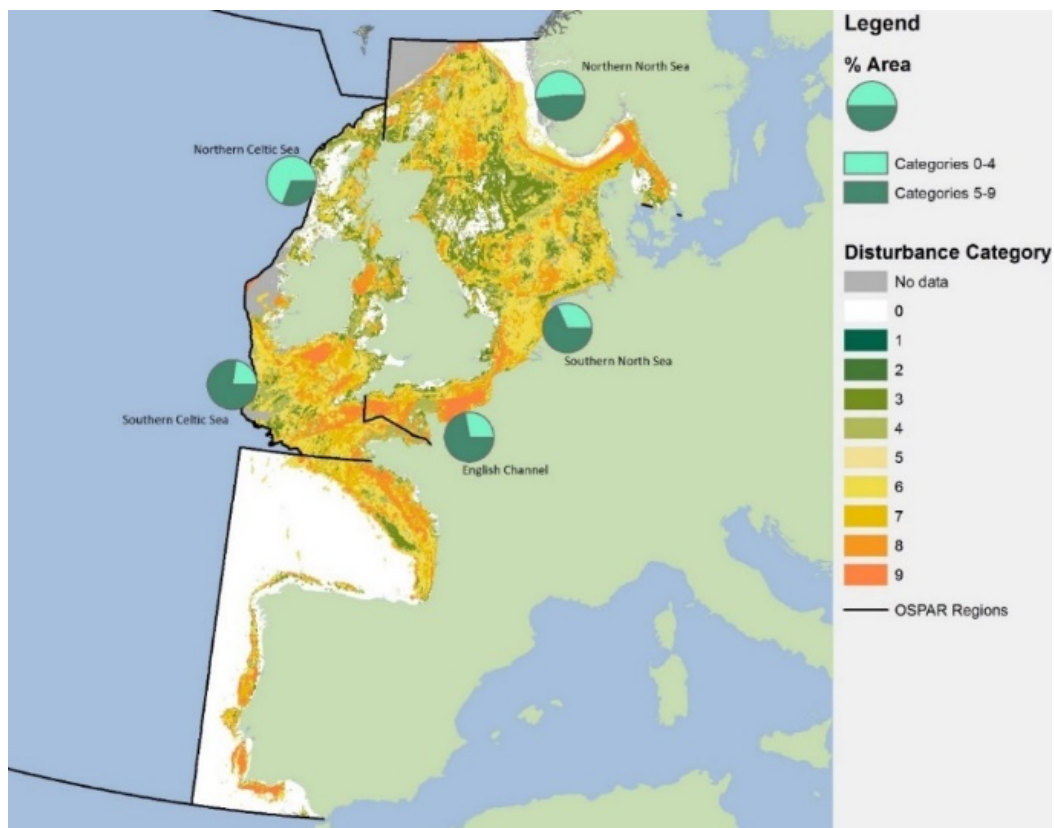 Northern North Sea
Northern Celtic Sea
Southern North Sea
Southern Celtic Sea
English Channel
Legend
% Area
Categories 0-4
Categories 5-9
Disturbance Category
No data
0
1
2
3
4
5
6
7
8
9
OSPAR Regions